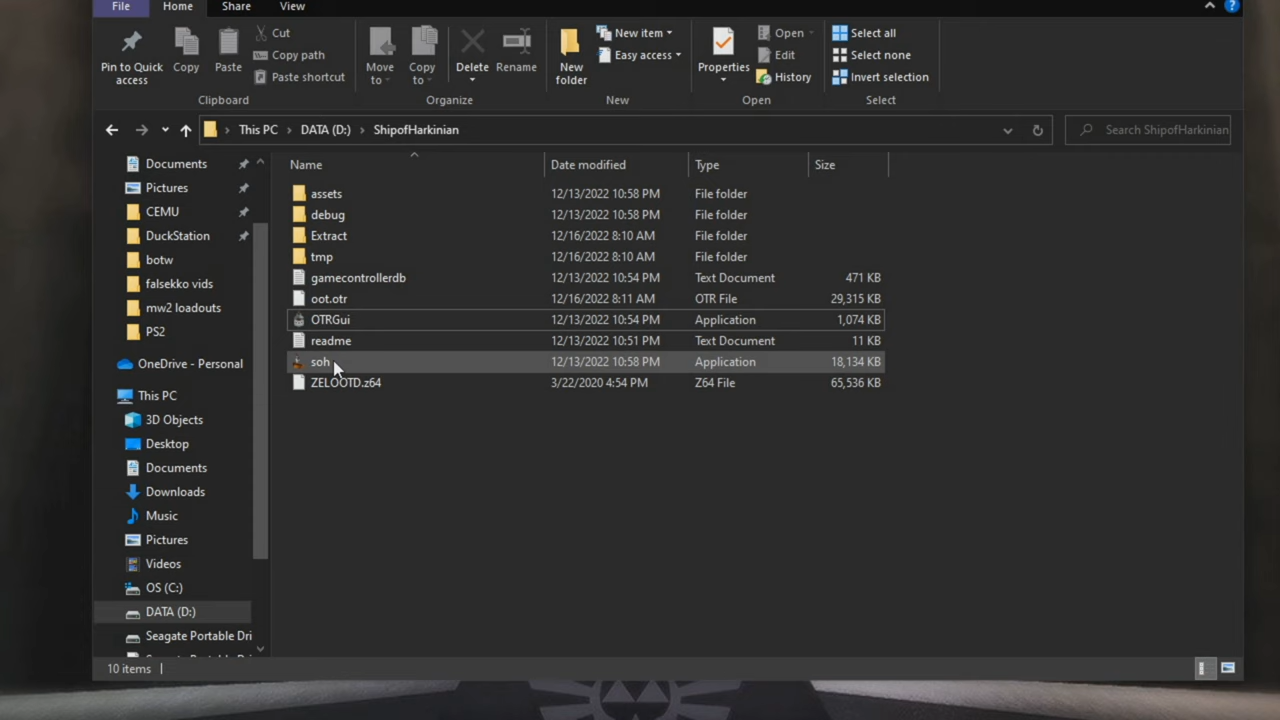 File Home Share View
Pin to Quick access
Copy
Paste
Cut
Copy path
Paste shortcut
Clipboard
Move to
Copy to
Delete
Rename
Organize
New folder
New item
Easy access
New
Properties
Open
Edit
History
Open
Select all
Select none
Invert selection
Select
This PC > DATA (D:) > ShipofHarkinian
Search ShipofHarkinian
Documents
Pictures
CEMU
DuckStation
botw
falsekko vids
mw2 loadouts
PS2
OneDrive - Personal
This PC
3D Objects
Desktop
Documents
Downloads
Music
Pictures
Videos
OS (C:)
DATA (D:)
Seagate Portable Dri
Name Date modified Type Size
assets 12/13/2022 10:58 PM File folder
debug 12/13/2022 10:58 PM File folder
Extract 12/16/2022 8:10 AM File folder
tmp 12/16/2022 8:10 AM File folder
gamecontrollerdb 12/13/2022 10:54 PM Text Document 471 KB
oot.otr 12/16/2022 8:11 AM OTR File 29,315 KB
OTRGui 12/13/2022 10:54 PM Application 1,074 KB
readme 12/13/2022 10:51 PM Text Document 11 KB
soh 12/13/2022 10:58 PM Application 18,134 KB
ZELOOTD.z64 3/22/2020 4:54 PM Z64 File 65,536 KB
10 items